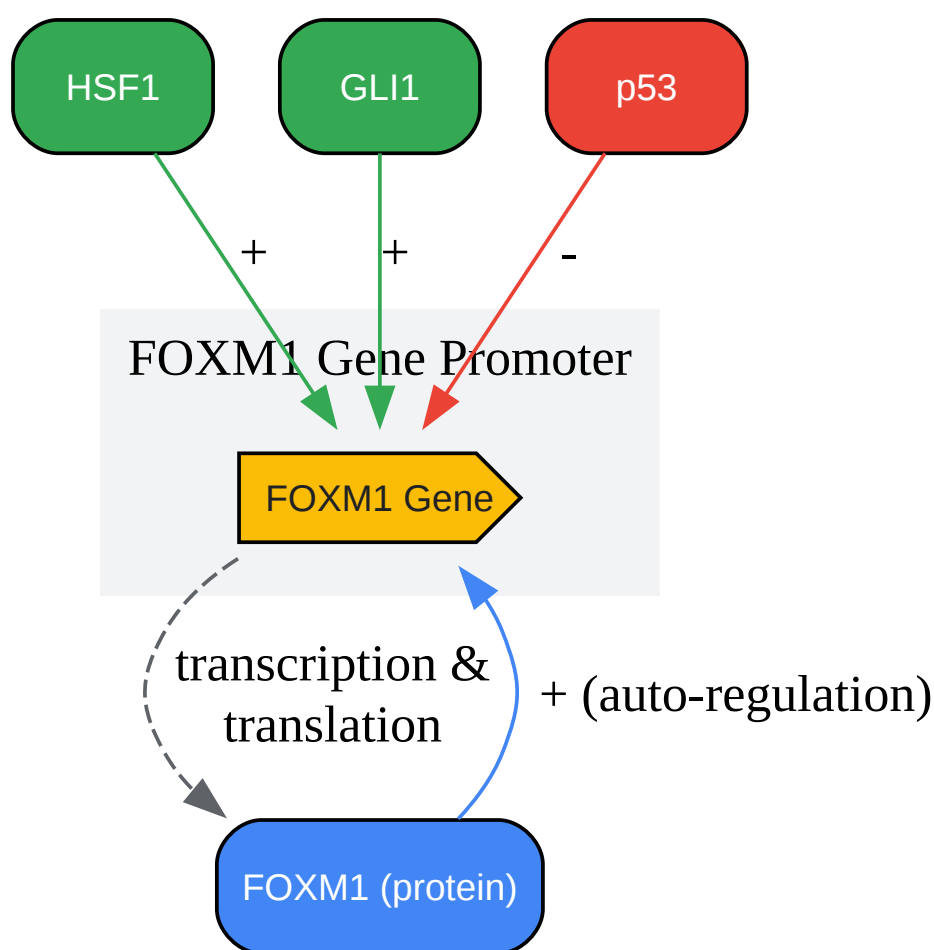 HSF1
GLI1
p53
+
+
-
FOXM1 Gene Promoter
FOXM1 Gene
transcription &
translation
+ (auto-regulation)
FOXM1 (protein)